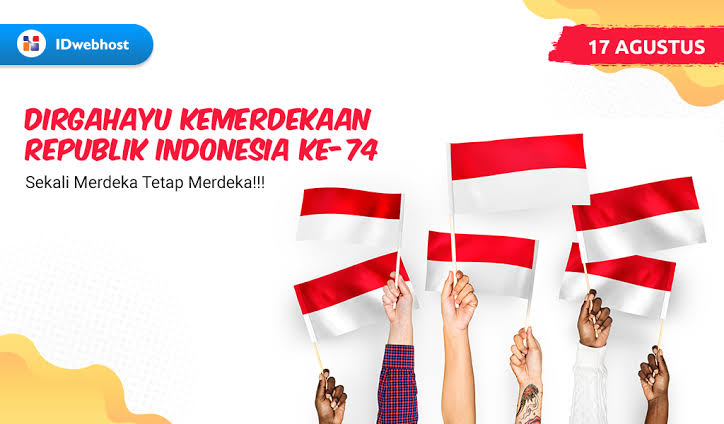 IDwebhost
17 AGUSTUS
DIRGAHAYU KEMERDEKAAN
REPUBLIK INDONESIA KE-74
Sekali Merdeka Tetap Merdeka!!!